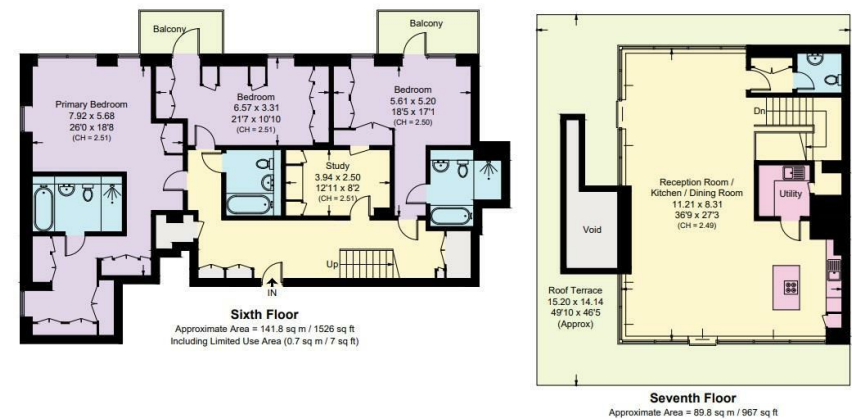 Balcony
Balcony
Primary Bedroom
7.92 x 5.68
26'0 x 18'8
(CH = 2.51)
Bedroom
6.57 x 3.31
21'7 x 10'10
(CH = 2.51)
Bedroom
5.61 x 5.20
18'5 x 17'1
(CH = 2.50)
Study
3.94 x 2.50
12'11 x 8'2
(CH = 2.51)
Up
IN
Sixth Floor
Approximate Area = 141.8 sq m / 1526 sq ft
Including Limited Use Area (0.7 sq m / 7 sq ft)
Dn
Reception Room /
Kitchen / Dining Room
11.21 x 8.31
36'9 x 27'3
(CH = 2.49)
Utility
Void
Roof Terrace
15.20 x 14.14
49'10 x 46'5
(Approx)
Seventh Floor
Approximate Area = 89.8 sq m / 967 sq ft